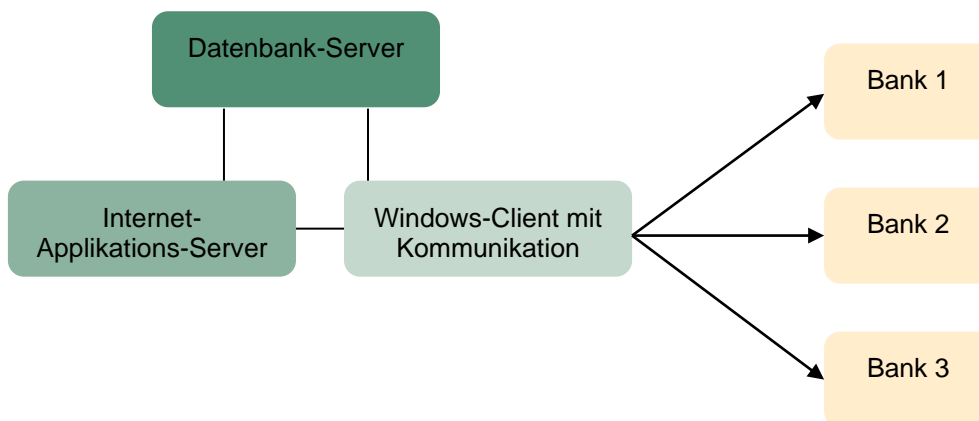 Datenbank-Server
Internet-
Applikations-Server
Windows-Client mit
Kommunikation
Bank 1
Bank 2
Bank 3